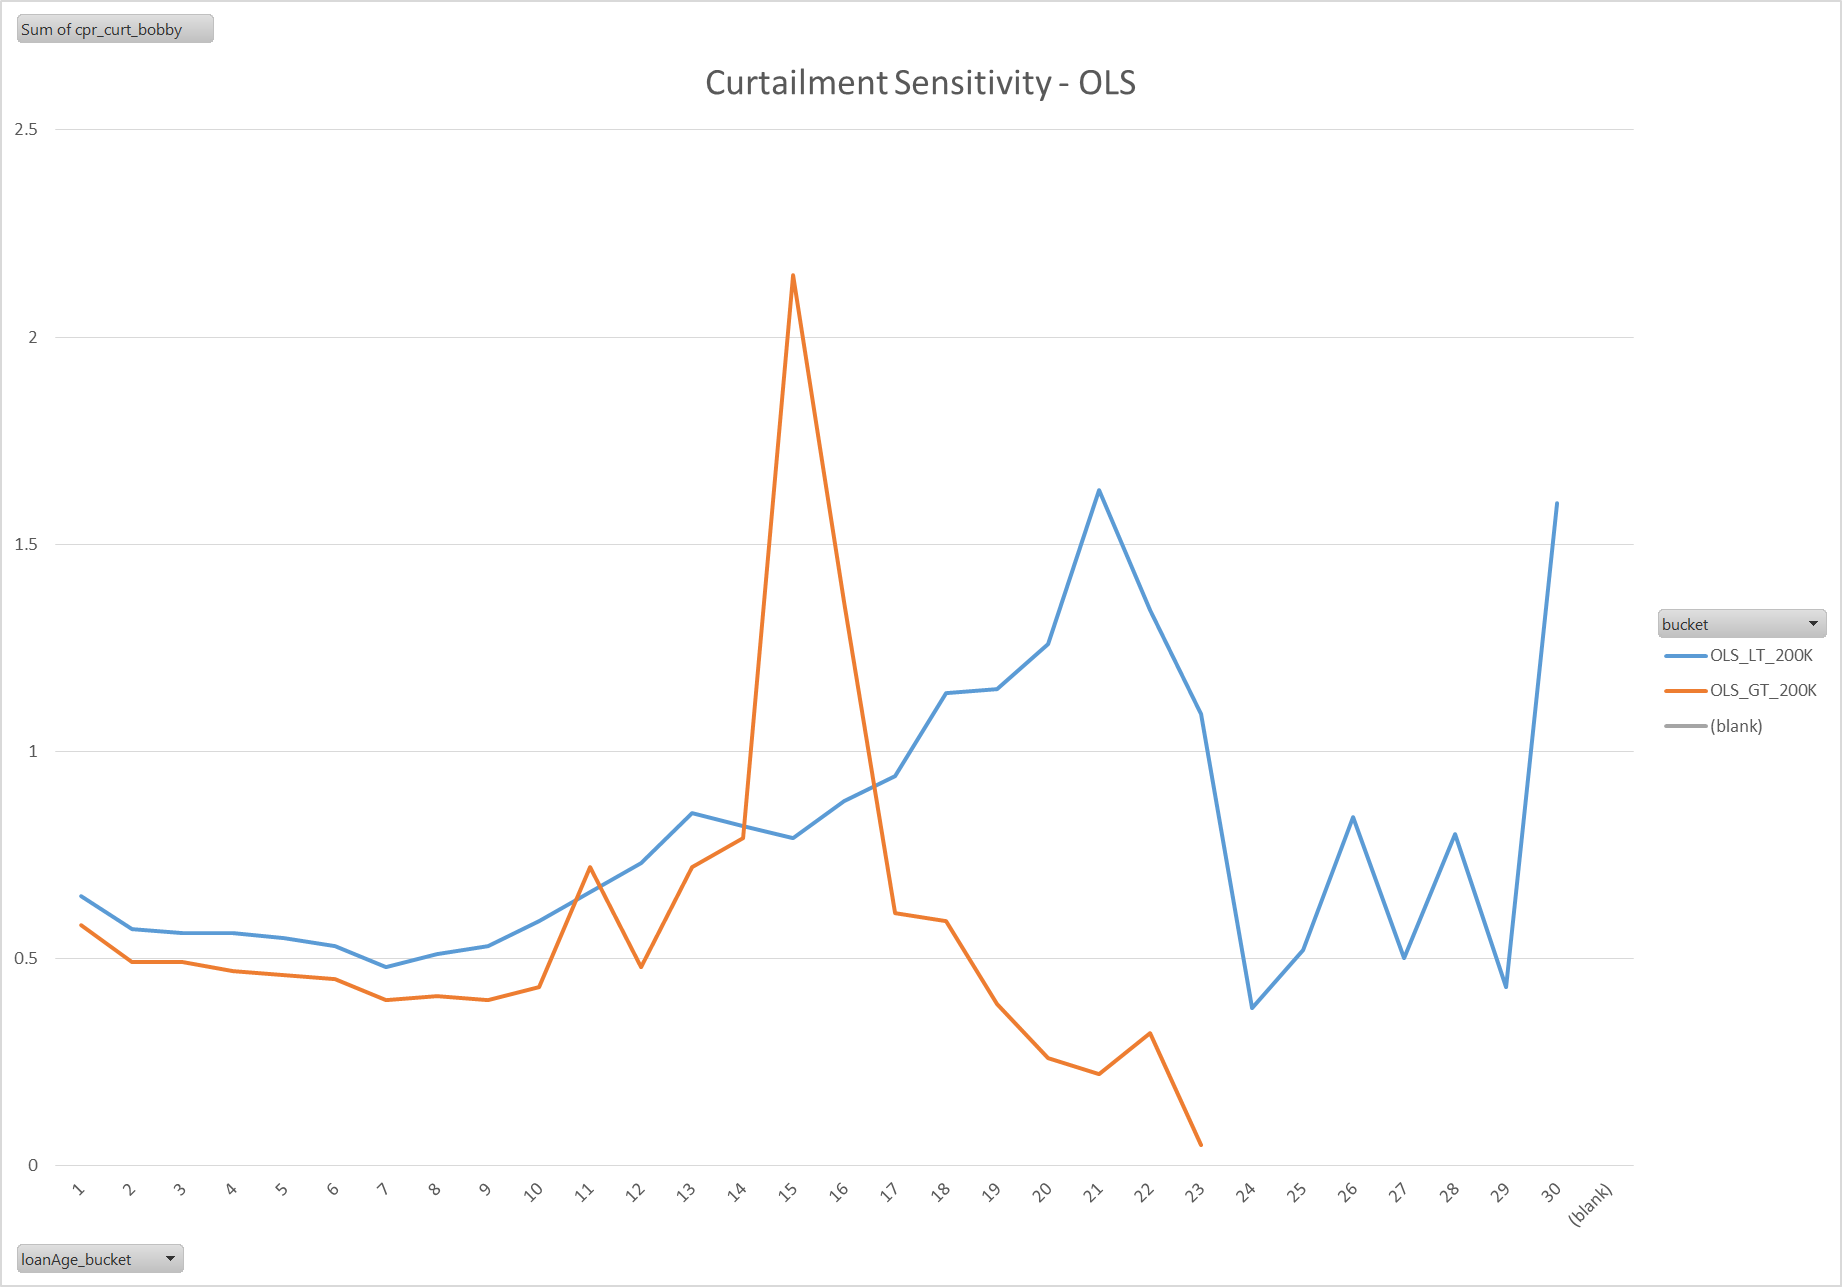 Sum of cpr_curt_bobby
Curtailment Sensitivity - OLS
2.5
2
1.5
1
0.5
0
bucket
OLS_LT_200K
OLS_GT_200K
(blank)
1 2 3 4 5 6 7 8 9 10 11 12 13 14 15 16 17 18 19 20 21 22 23 24 25 26 27 28 29 30 (blank)
loanAge_bucket